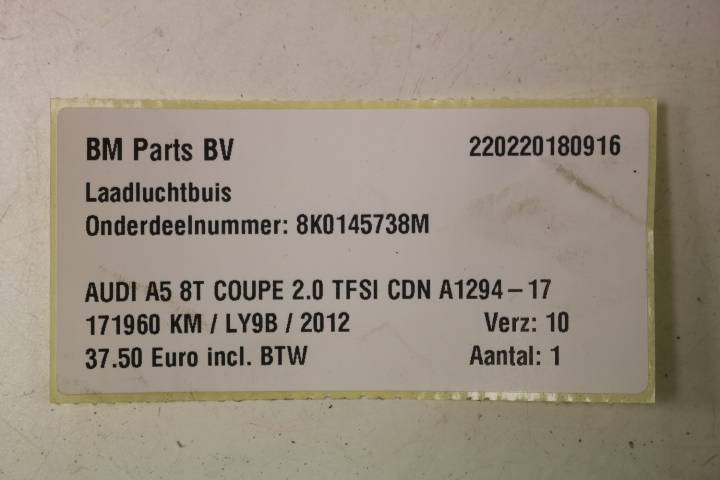 BM Parts BV 220220180916
Laadluchtbuis
Onderdeelnummer: 8K0145738M
AUDI A5 8T COUPE 2.0 TFSI CDN A1294-17
171960 KM / LY9B / 2012 Verz: 10
37.50 Euro incl. BTW Aantal: 1